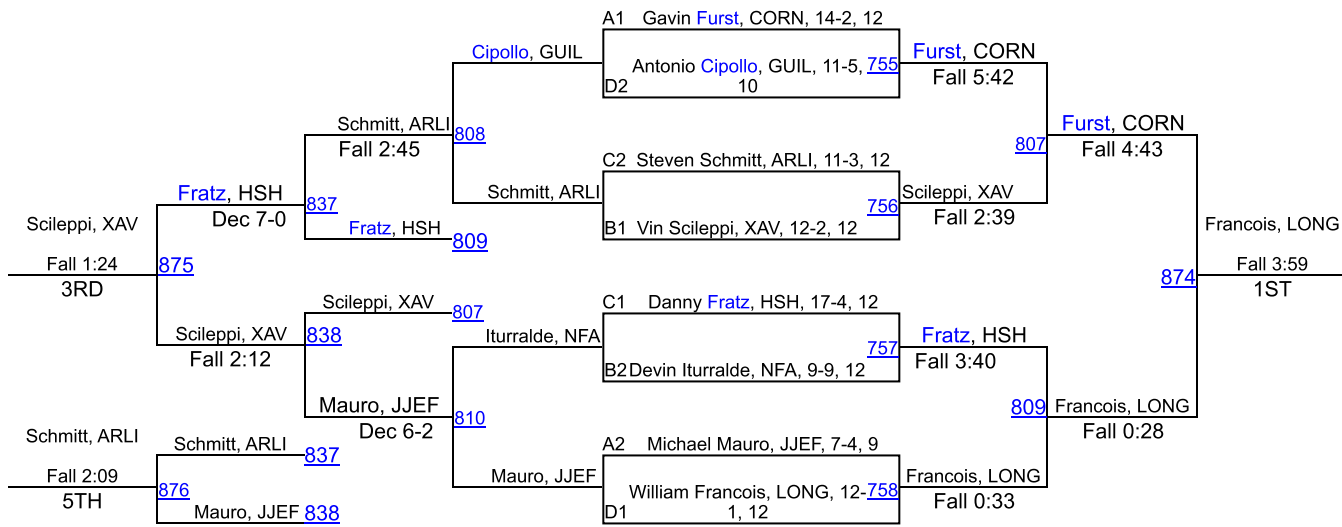 A1 Gavin Furst, CORN, 14-2, 12
Cipollo, GUIL
Furst, CORN
Antonio Cipollo, GUIL, 11-5, 755
Fall 5:42
D2 10
Schmitt, ARLI
808
Furst, CORN
807
Fall 2:45
Fall 4:43
C2 Steven Schmitt, ARLI, 11-3, 12
Fratz, HSH
Schmitt, ARLI
Scileppi, XAV
837
756
Dec 7-0
Fall 2:39
Scileppi, XAV
Fratz, HSH
809
B1 Vin Scileppi, XAV, 12-2, 12
Francois, LONG
Fall 1:24
875
874
Fall 3:59
3RD
1ST
Scileppi, XAV
807
C1 Danny Fratz, HSH, 17-4, 12
Scileppi, XAV
838
Iturralde, NFA
Fratz, HSH
757
Fall 2:12
Fall 3:40
B2 Devin Iturralde, NFA, 9-9, 12
Mauro, JJEF
810
809
Francois, LONG
Dec 6-2
Fall 0:28
Schmitt, ARLI
Schmitt, ARLI
837
A2 Michael Mauro, JJEF, 7-4, 9
Fall 2:09
876
Mauro, JJEF
Francois, LONG
5TH
William Francois, LONG, 12- 758
Fall 0:33
Mauro, JJEF 838
D1 1, 12